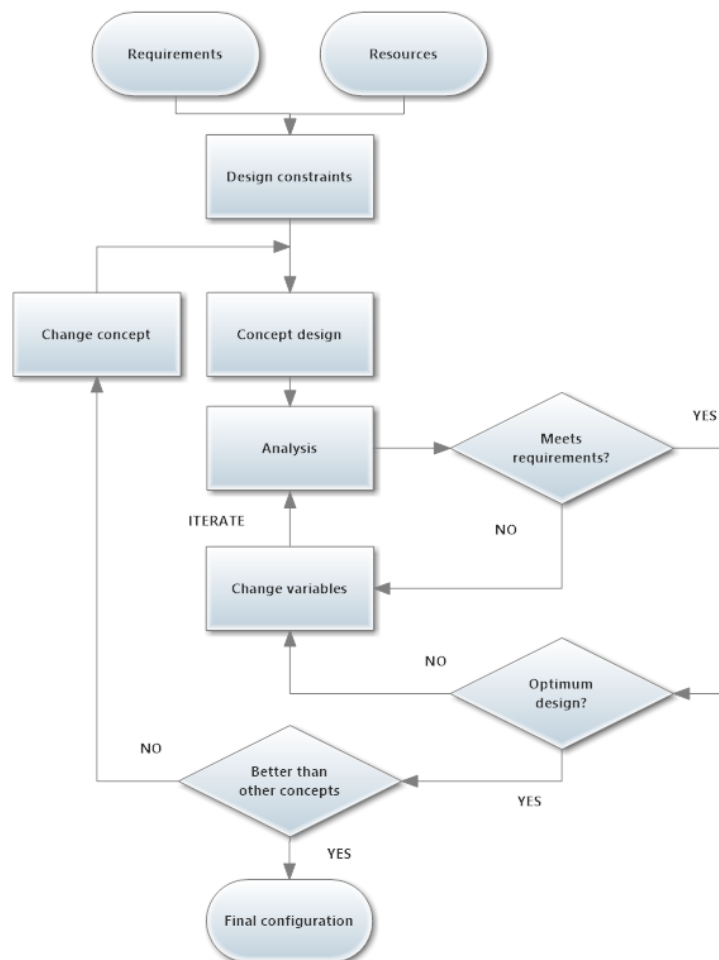 Requirements
Resources
Design constraints
Change concept
Concept design
YES
Analysis
Meets
requirements?
ITERATE
NO
Change variables
NO
Optimum
design?
NO
Better than
other concepts
YES
YES
Final configuration